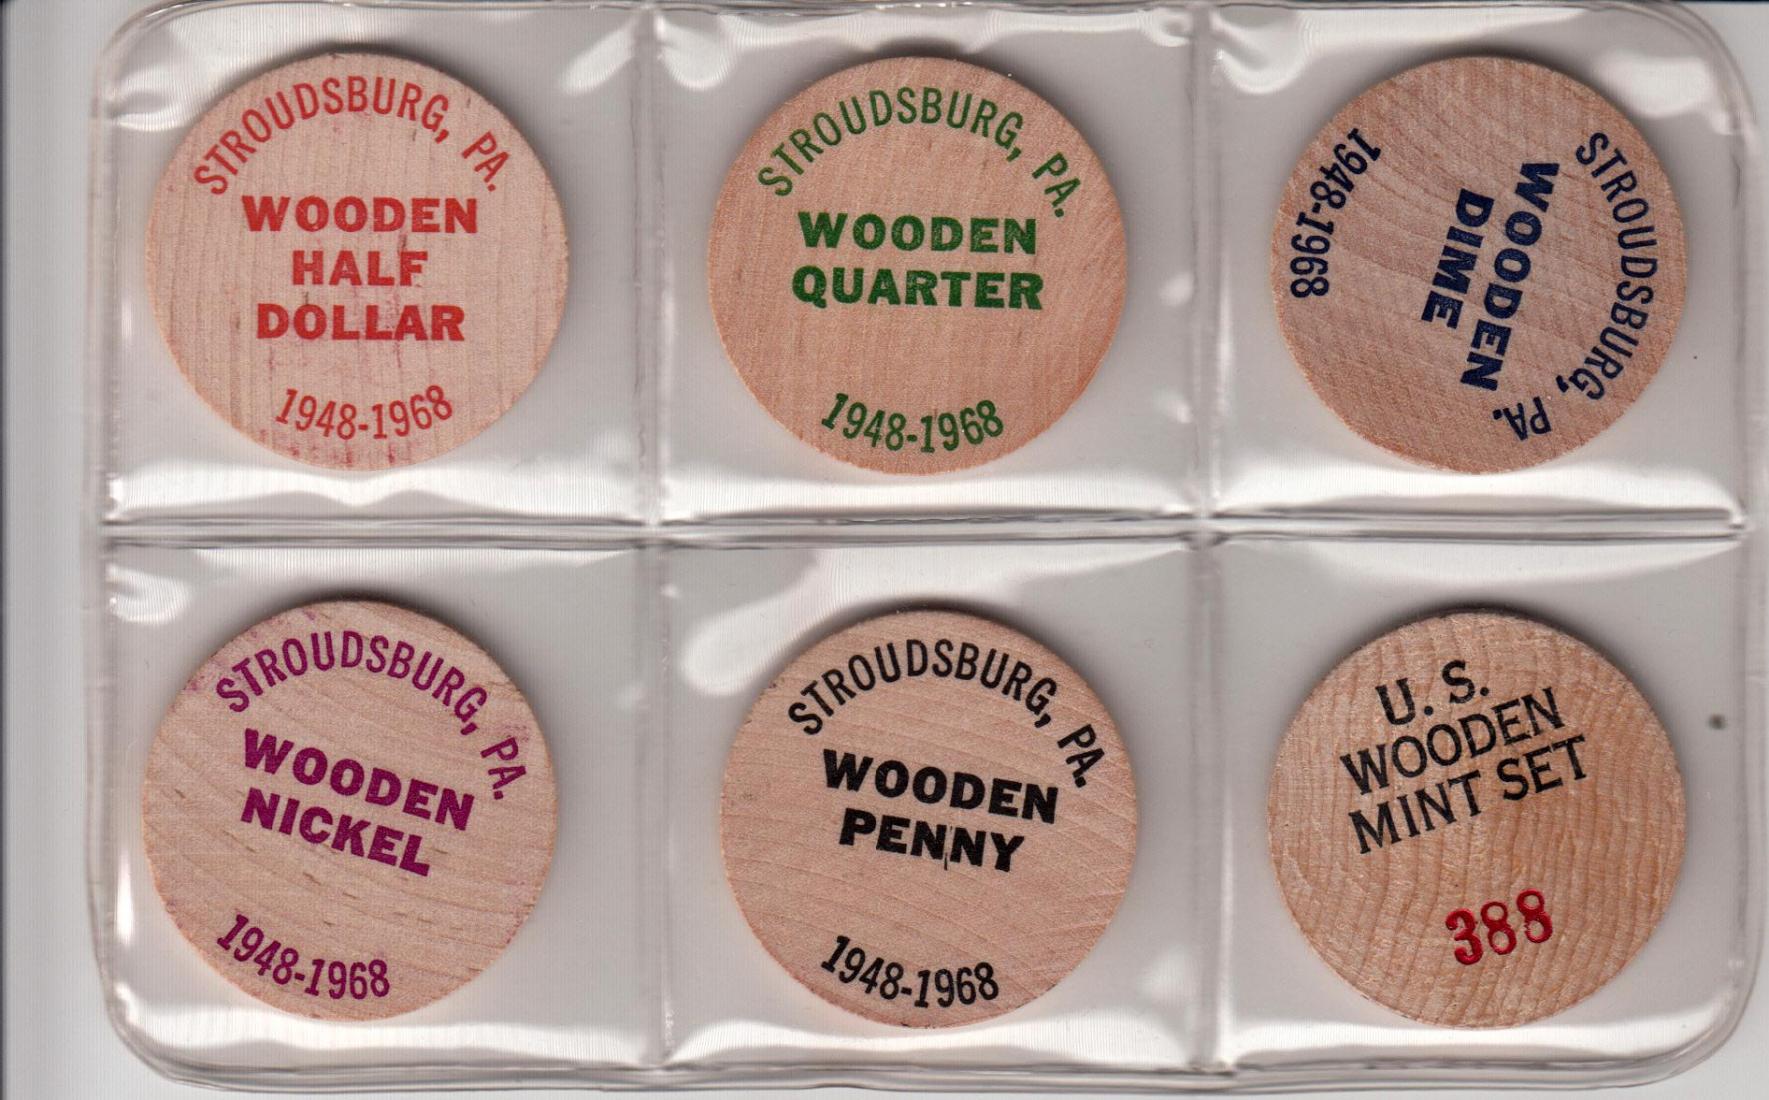 STROUDSBURG, PA.
WOODEN
HALF
DOLLAR
1948-1968
STROUDSBURG, PA.
WOODEN
QUARTER
1948-1968
STROUDSBURG, PA.
WOODEN
DIME
1948-1968
STROUDSBURG, PA.
WOODEN
NICKEL
1948-1968
STROUDSBURG, PA.
WOODEN
PENNY
1948-1968
U. S.
WOODEN
MINT SET
388